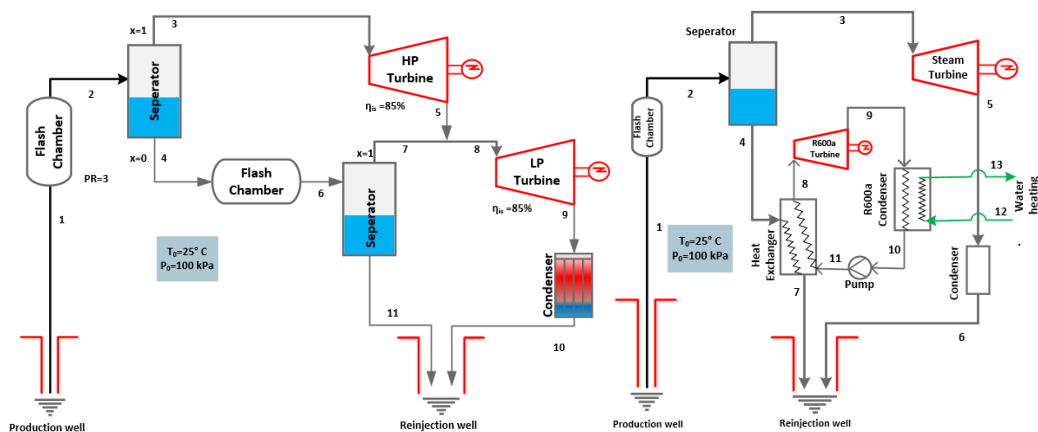 x=1
3
2
Seperator
HP
Turbine
ηis =85%
5
Flash
Chamber
x=0
4
PR=3
Flash
Chamber
6
x=1
7
8
Seperator
LP
Turbine
ηis =85%
9
1
T0=25° C
P0=100 kPa
Condenser
11
10
Production well
Reinjection well
3
Seperator
2
Steam
Turbine
5
Flash
Chamber
4
9
R600a
Turbine
8
R600a
Condenser
13
12
Water
heating
1
T0=25° C
P0=100 kPa
Heat
Exchanger
11
10
Pump
7
Condenser
6
Production well
Reinjection well